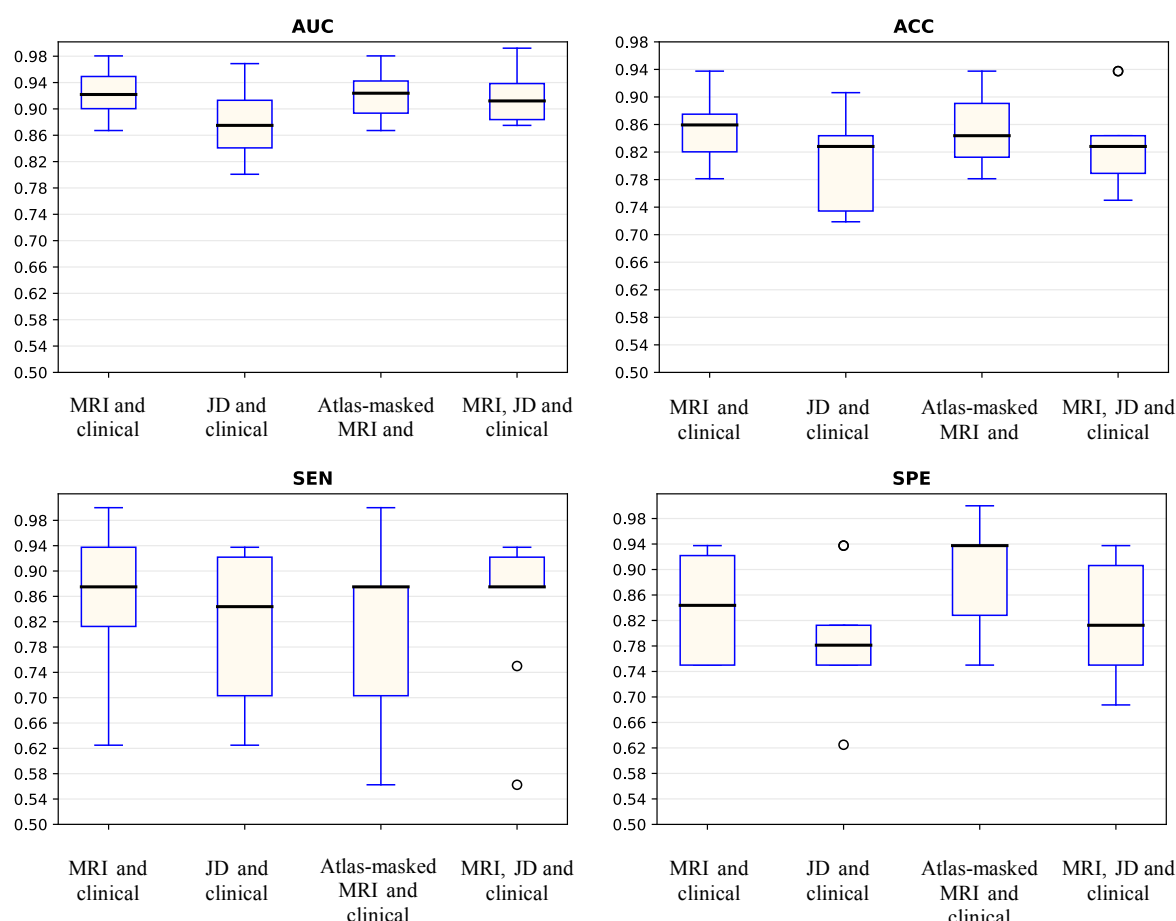 AUC
0.98
0.94
0.90
0.86
0.82
0.78
0.74
0.70
0.66
0.62
0.58
0.54
0.50
MRI and
clinical
JD and
clinical
Atlas-masked
MRI and
MRI, JD and
clinical
ACC
0.98
0.94
0.90
0.86
0.82
0.78
0.74
0.70
0.66
0.62
0.58
0.54
0.50
MRI and
clinical
JD and
clinical
Atlas-masked
MRI and
MRI, JD and
clinical
SEN
0.98
0.94
0.90
0.86
0.82
0.78
0.74
0.70
0.66
0.62
0.58
0.54
0.50
MRI and
clinical
JD and
clinical
Atlas-masked
MRI and
clinical
MRI, JD and
clinical
SPE
0.98
0.94
0.90
0.86
0.82
0.78
0.74
0.70
0.66
0.62
0.58
0.54
0.50
MRI and
clinical
JD and
clinical
Atlas-masked
MRI and
clinical
MRI, JD and
clinical